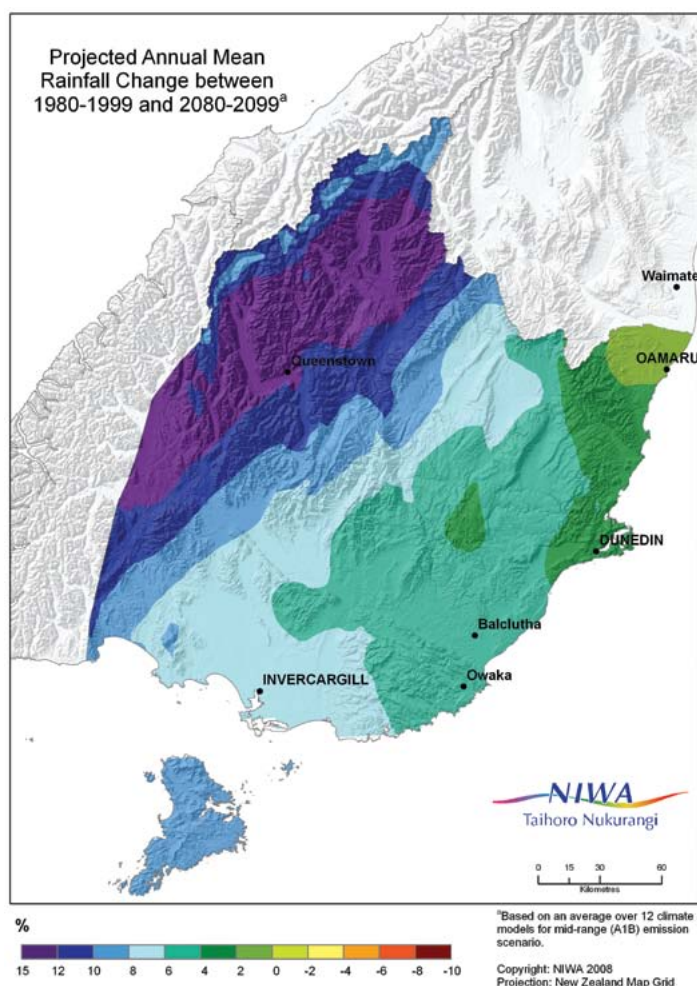 Projected Annual Mean
Rainfall Change between
1980-1999 and 2080-2099ª
Waimate
OAMARU
Queenstown
DUNEDIN
Balclutha
Owaka
INVERCARGILL
NIWA
Taihoro Nukurangi
0 15 30 60
Kilometres
%
15 12 10 8 6 4 2 0 -2 -4 -6 -8 -10
ªBased on an average over 12 climate
models for mid-range (A1B) emission
scenario.
Copyright: NIWA 2008
Projection: New Zealand Map Grid